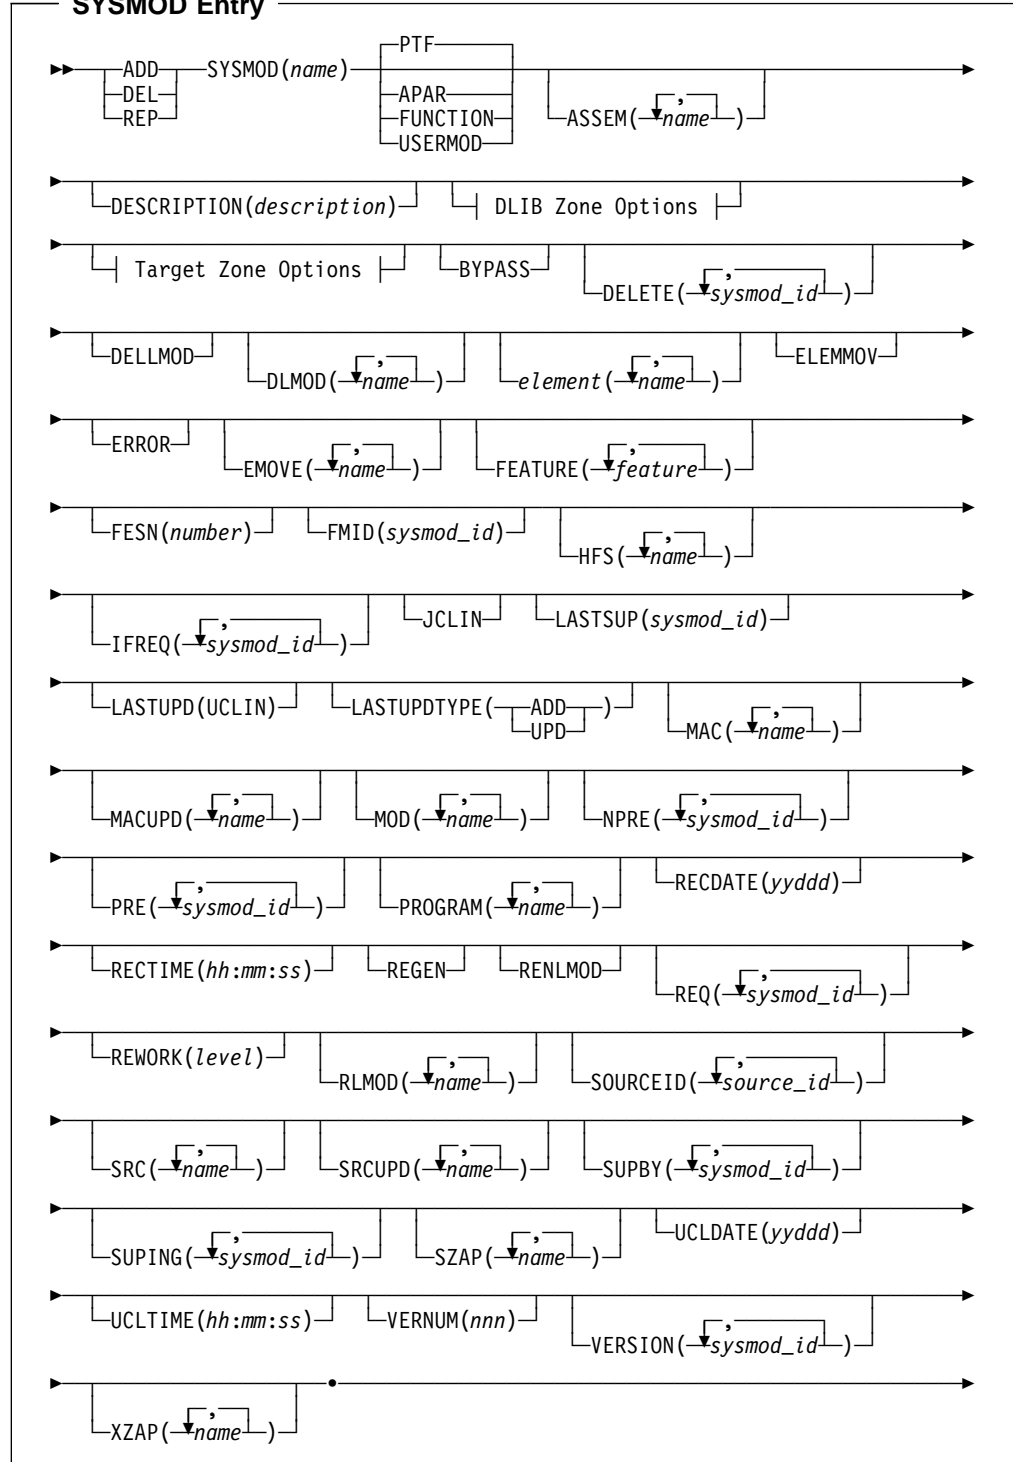 SYSMOD Entry
PTF
ADD SYSMOD(name)
DEL APAR ,
REP FUNCTION ASSEM( name )
USERMOD
DESCRIPTION(description) DLIB Zone Options
Target Zone Options BYPASS ,
DELETE( sysmod_id )
DELLMOD , , ELEMMOV
DLMOD( name ) element( name )
ERROR , ,
EMOVE( name ) FEATURE( feature )
FESN(number) FMID(sysmod_id) ,
HFS( name )
, JCLIN LASTSUP(sysmod_id)
IFREQ( sysmod_id )
LASTUPD(UCLIN) LASTUPDTYPE( ADD ) ,
UPD MAC( name )
, , ,
MACUPD( name ) MOD( name ) NPRE( sysmod_id )
, , RECDATE(yyddd)
PRE( sysmod_id ) PROGRAM( name )
RECTIME(hh:mm:ss) REGEN RENLMOD ,
REQ( sysmod_id )
REWORK(level) , ,
RLMOD( name ) SOURCEID( source_id )
, , ,
SRC( name ) SRCUPD( name ) SUPBY( sysmod_id )
, , UCLDATE(yyddd)
SUPING( sysmod_id ) SZAP( name )
UCLTIME(hh:mm:ss) VERNUM(nnn) ,
VERSION( sysmod_id )
,
XZAP( name )